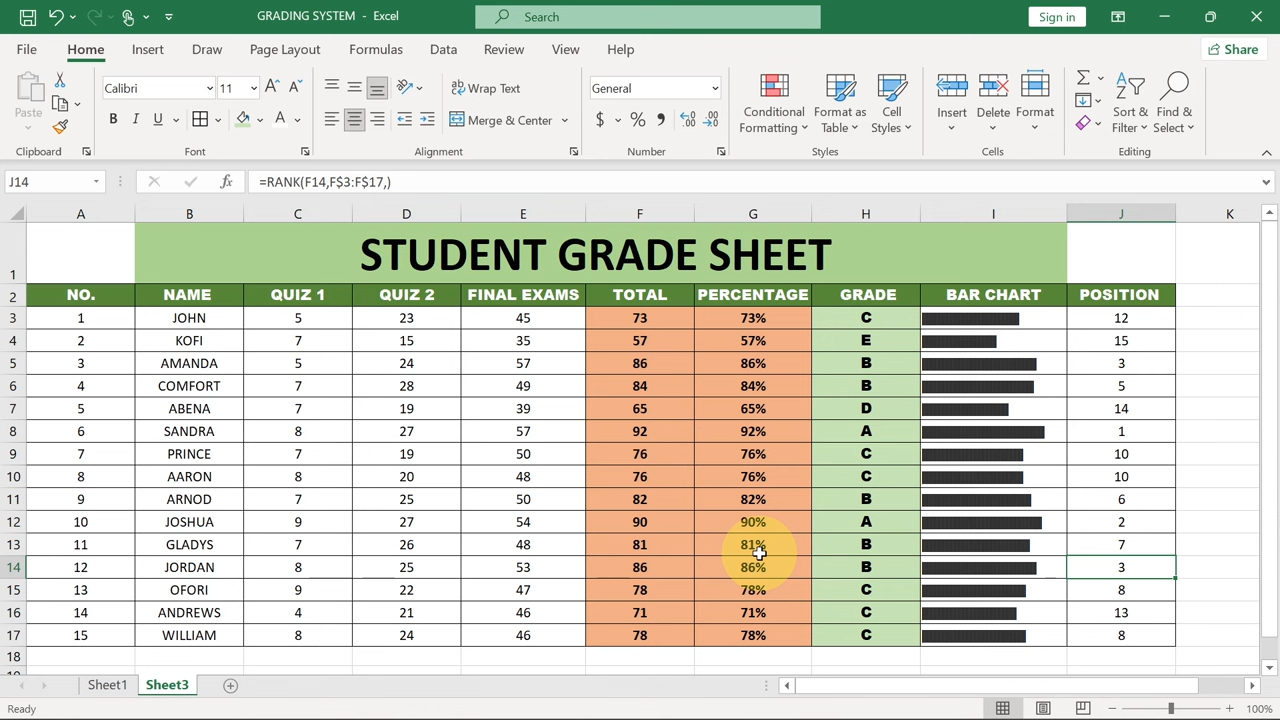 GRADING SYSTEM - Excel
Search
Sign in
File Home Insert Draw Page Layout Formulas Data Review View Help Share
Paste
Calibri 11
Wrap Text
Merge & Center
General
Conditional Formatting
Format as Table
Cell Styles
Insert Delete Format
Sort & Filter
Find & Select
Clipboard Font Alignment Number Styles Cells Editing
J14 fx =RANK(F14,F$3:F$17,)
A B C D E F G H I J K
1 STUDENT GRADE SHEET
2 NO. NAME QUIZ 1 QUIZ 2 FINAL EXAMS TOTAL PERCENTAGE GRADE BAR CHART POSITION
3 1 JOHN 5 23 45 73 73% C 12
4 2 KOFI 7 15 35 57 57% E 15
5 3 AMANDA 5 24 57 86 86% B 3
6 4 COMFORT 7 28 49 84 84% B 5
7 5 ABENA 7 19 39 65 65% D 14
8 6 SANDRA 8 27 57 92 92% A 1
9 7 PRINCE 7 19 50 76 76% C 10
10 8 AARON 8 20 48 76 76% C 10
11 9 ARNOD 7 25 50 82 82% B 6
12 10 JOSHUA 9 27 54 90 90% A 2
13 11 GLADYS 7 26 48 81 81% B 7
14 12 JORDAN 8 25 53 86 86% B 3
15 13 OFORI 9 22 47 78 78% C 8
16 14 ANDREWS 4 21 46 71 71% C 13
17 15 WILLIAM 8 24 46 78 78% C 8
18
Sheet1 Sheet3
Ready 100%